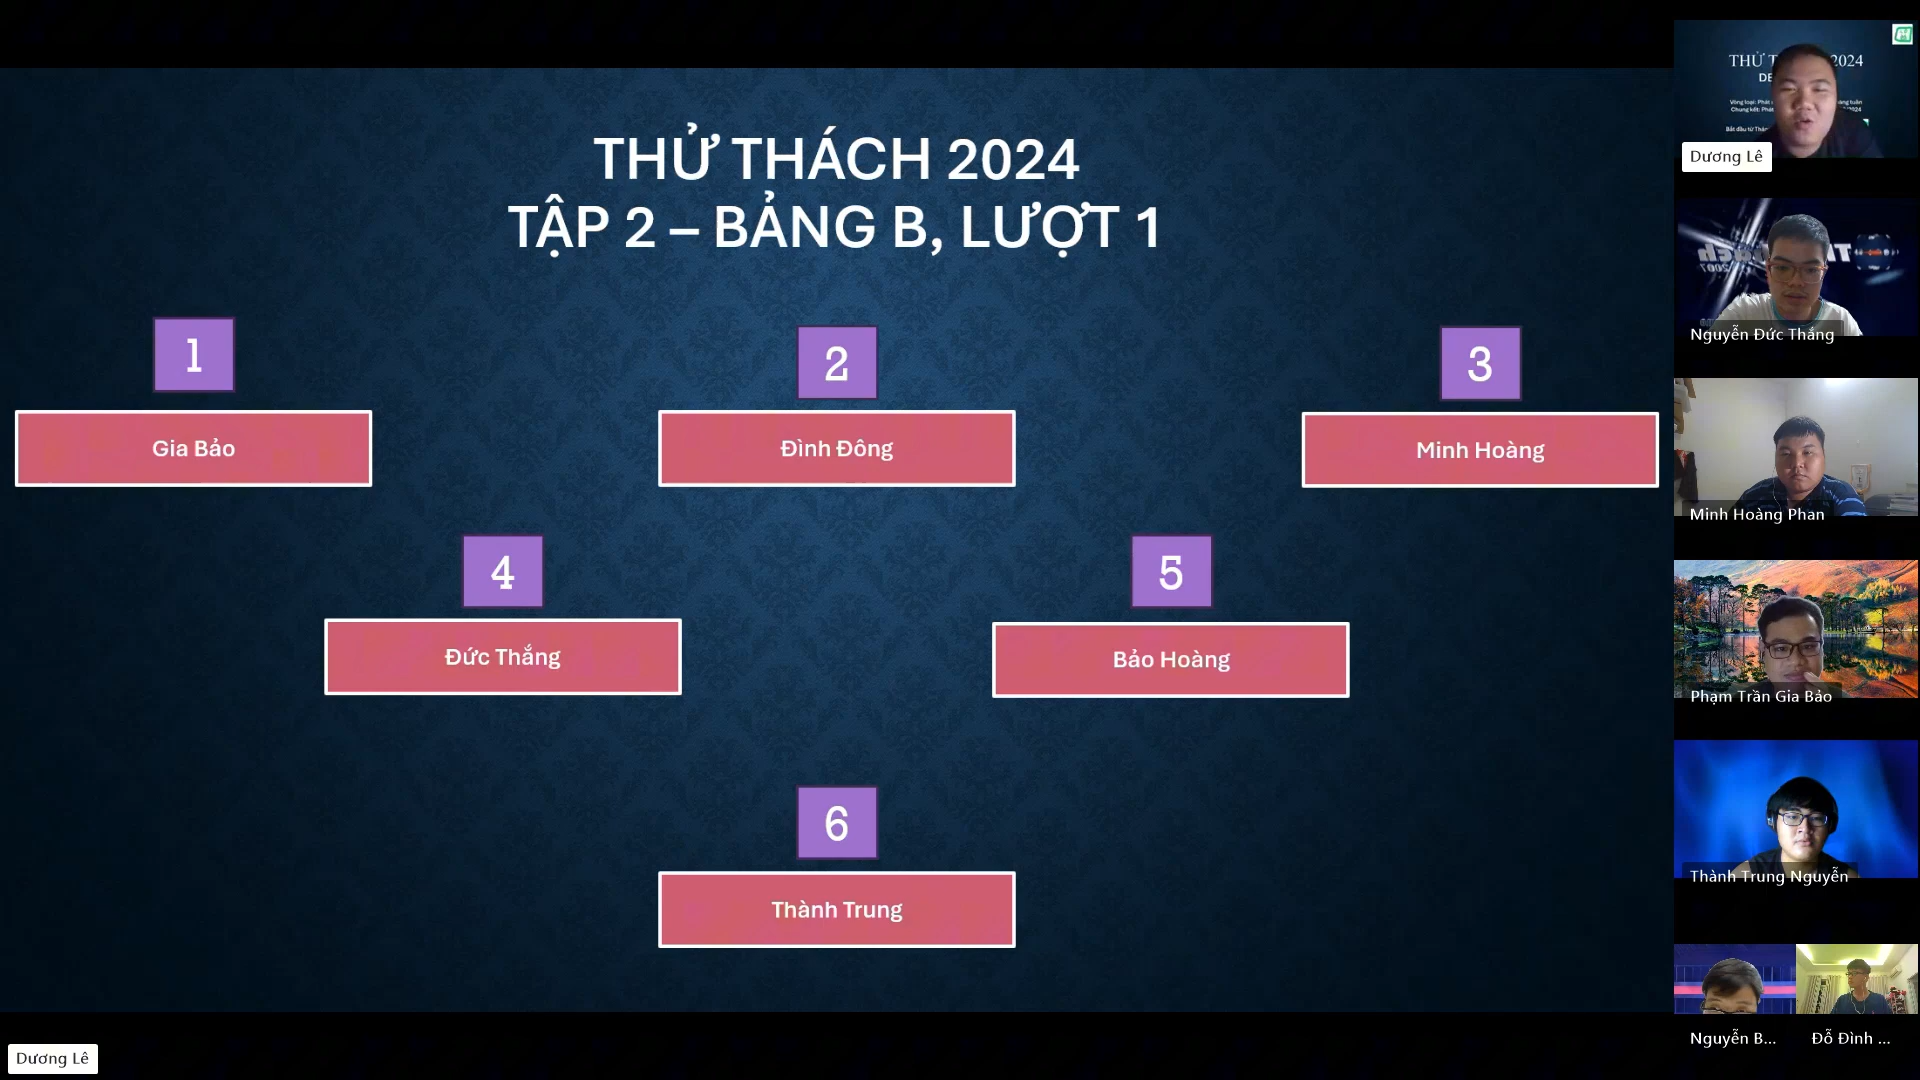 THỬ THÁCH 2024
TẬP 2 – BẢNG B, LƯỢT 1
1
2
3
Gia Bảo
Đình Đông
Minh Hoàng
4
5
Đức Thắng
Bảo Hoàng
6
Thành Trung
Dương Lê
2024
Dương Lê
Nguyễn Đức Thắng
Minh Hoàng Phan
Phạm Trần Gia Bảo
Thành Trung Nguyễn
Nguyễn B...
Đỗ Đình ...